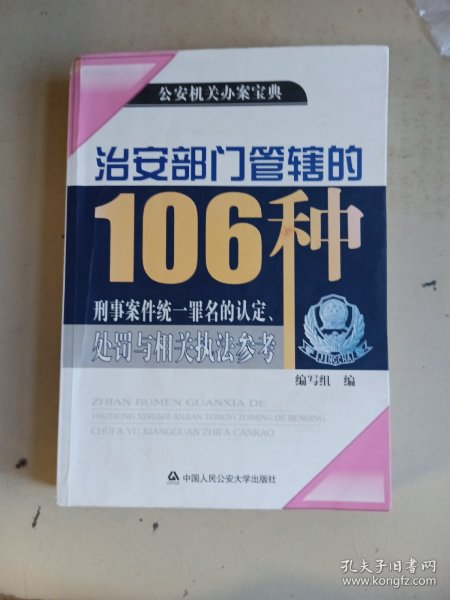 公安机关办案宝典
治安部门管辖的
106种
刑事案件统一罪名的认定、
处罚与相关执法参考
JINGCHA
编写组 编
ZHIAN BUMEN GUANXIA DE
106ZHONG XINGSHI ANJIAN TONGYI ZUIMING DE RENDING
CHUFA YU XIANGGUAN ZHIFA CANKAO
中国人民公安大学出版社
孔夫子旧书网
www.kongfz.com